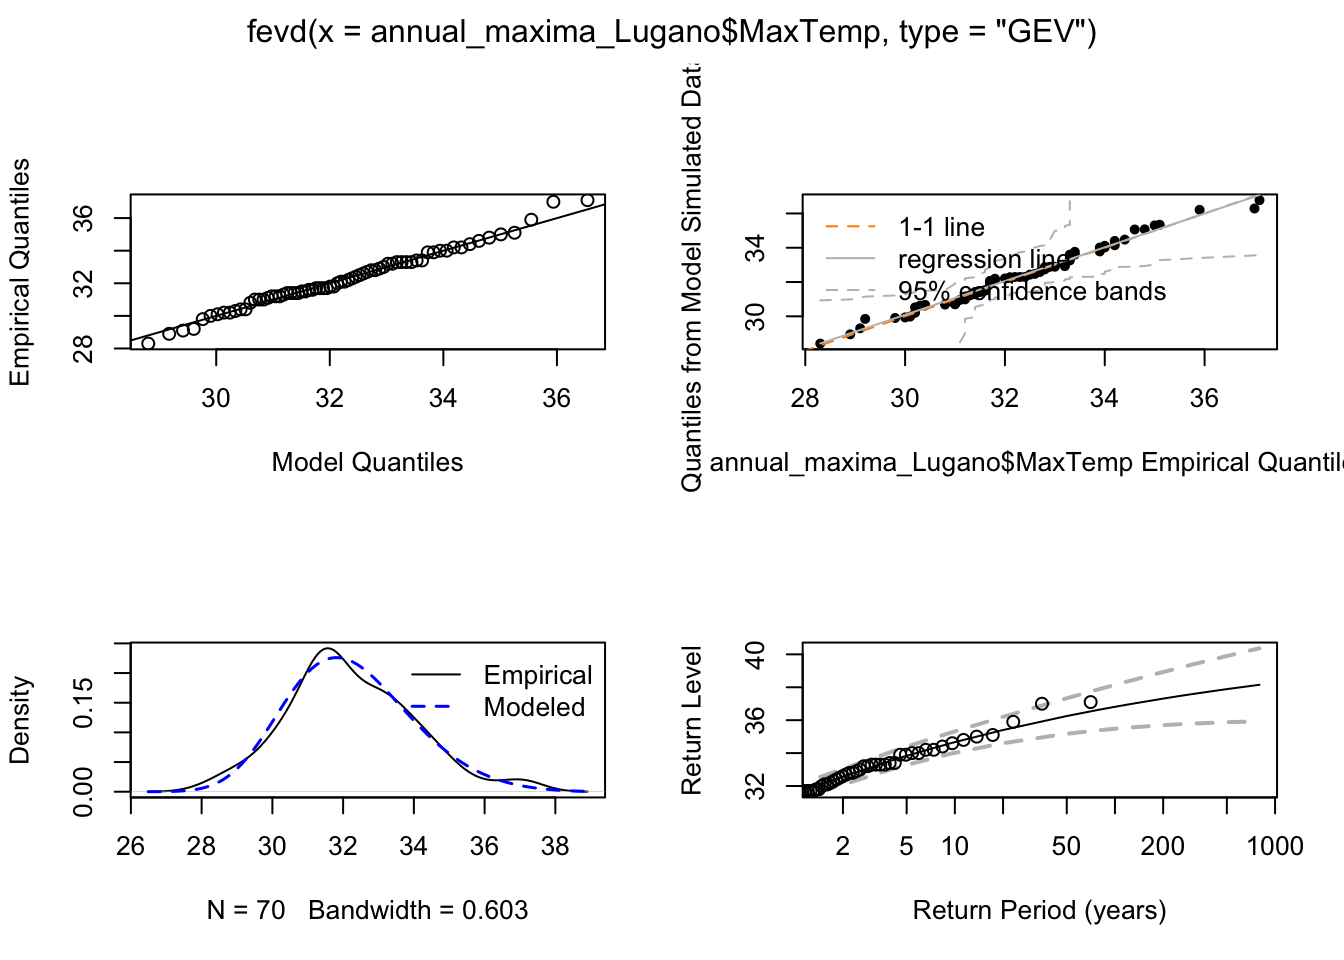 fevd(x = annual_maxima_Lugano$MaxTemp, type = "GEV")
Empirical Quantiles
28 32 36
30 32 34 36
Model Quantiles
Quantiles from Model Simulated Dat
30 34
1-1 line
regression line
95% confidence bands
28 30 32 34 36
annual_maxima_Lugano$MaxTemp Empirical Quantil
Density
0.00 0.15
Empirical
Modeled
26 28 30 32 34 36 38
N = 70 Bandwidth = 0.603
Return Level
32 36 40
2 5 10 50 200 1000
Return Period (years)